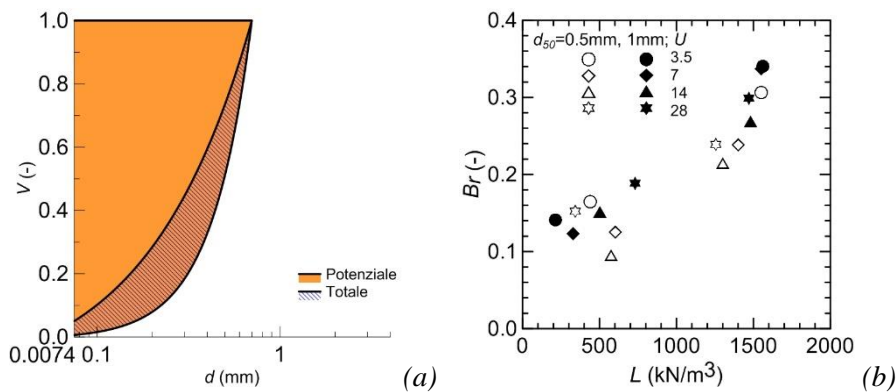 1.0
0.8
0.6
0.4
0.2
0.0
V (-)
0.0074 0.1 1
d (mm)
Potenziale
Totale
(a)
0.4
0.3
0.2
0.1
0.0
Br (-)
d50=0.5mm, 1mm; U
3.5
7
14
28
0 500 1000 1500 2000
L (kN/m³)
(b)